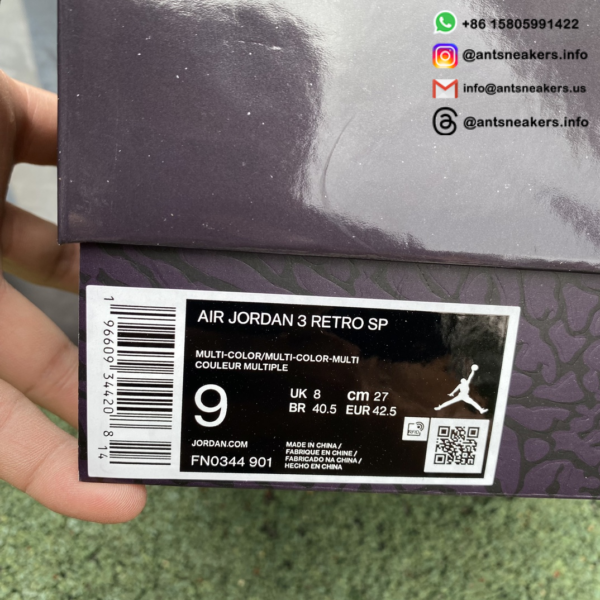 +86 15805991422
@antsneakers.info
info@antsneakers.us
@antsneakers.info
AIR JORDAN 3 RETRO SP
MULTI-COLOR/MULTI-COLOR-MULTI
COULEUR MULTIPLE
9
UK 8 cm 27
BR 40.5 EUR 42.5
JORDAN.COM
FN0344 901
MADE IN CHINA /
FABRIQUE EN CHINE /
FABRICADO NA CHINA /
HECHO EN CHINA
1 96609 34420 8 14